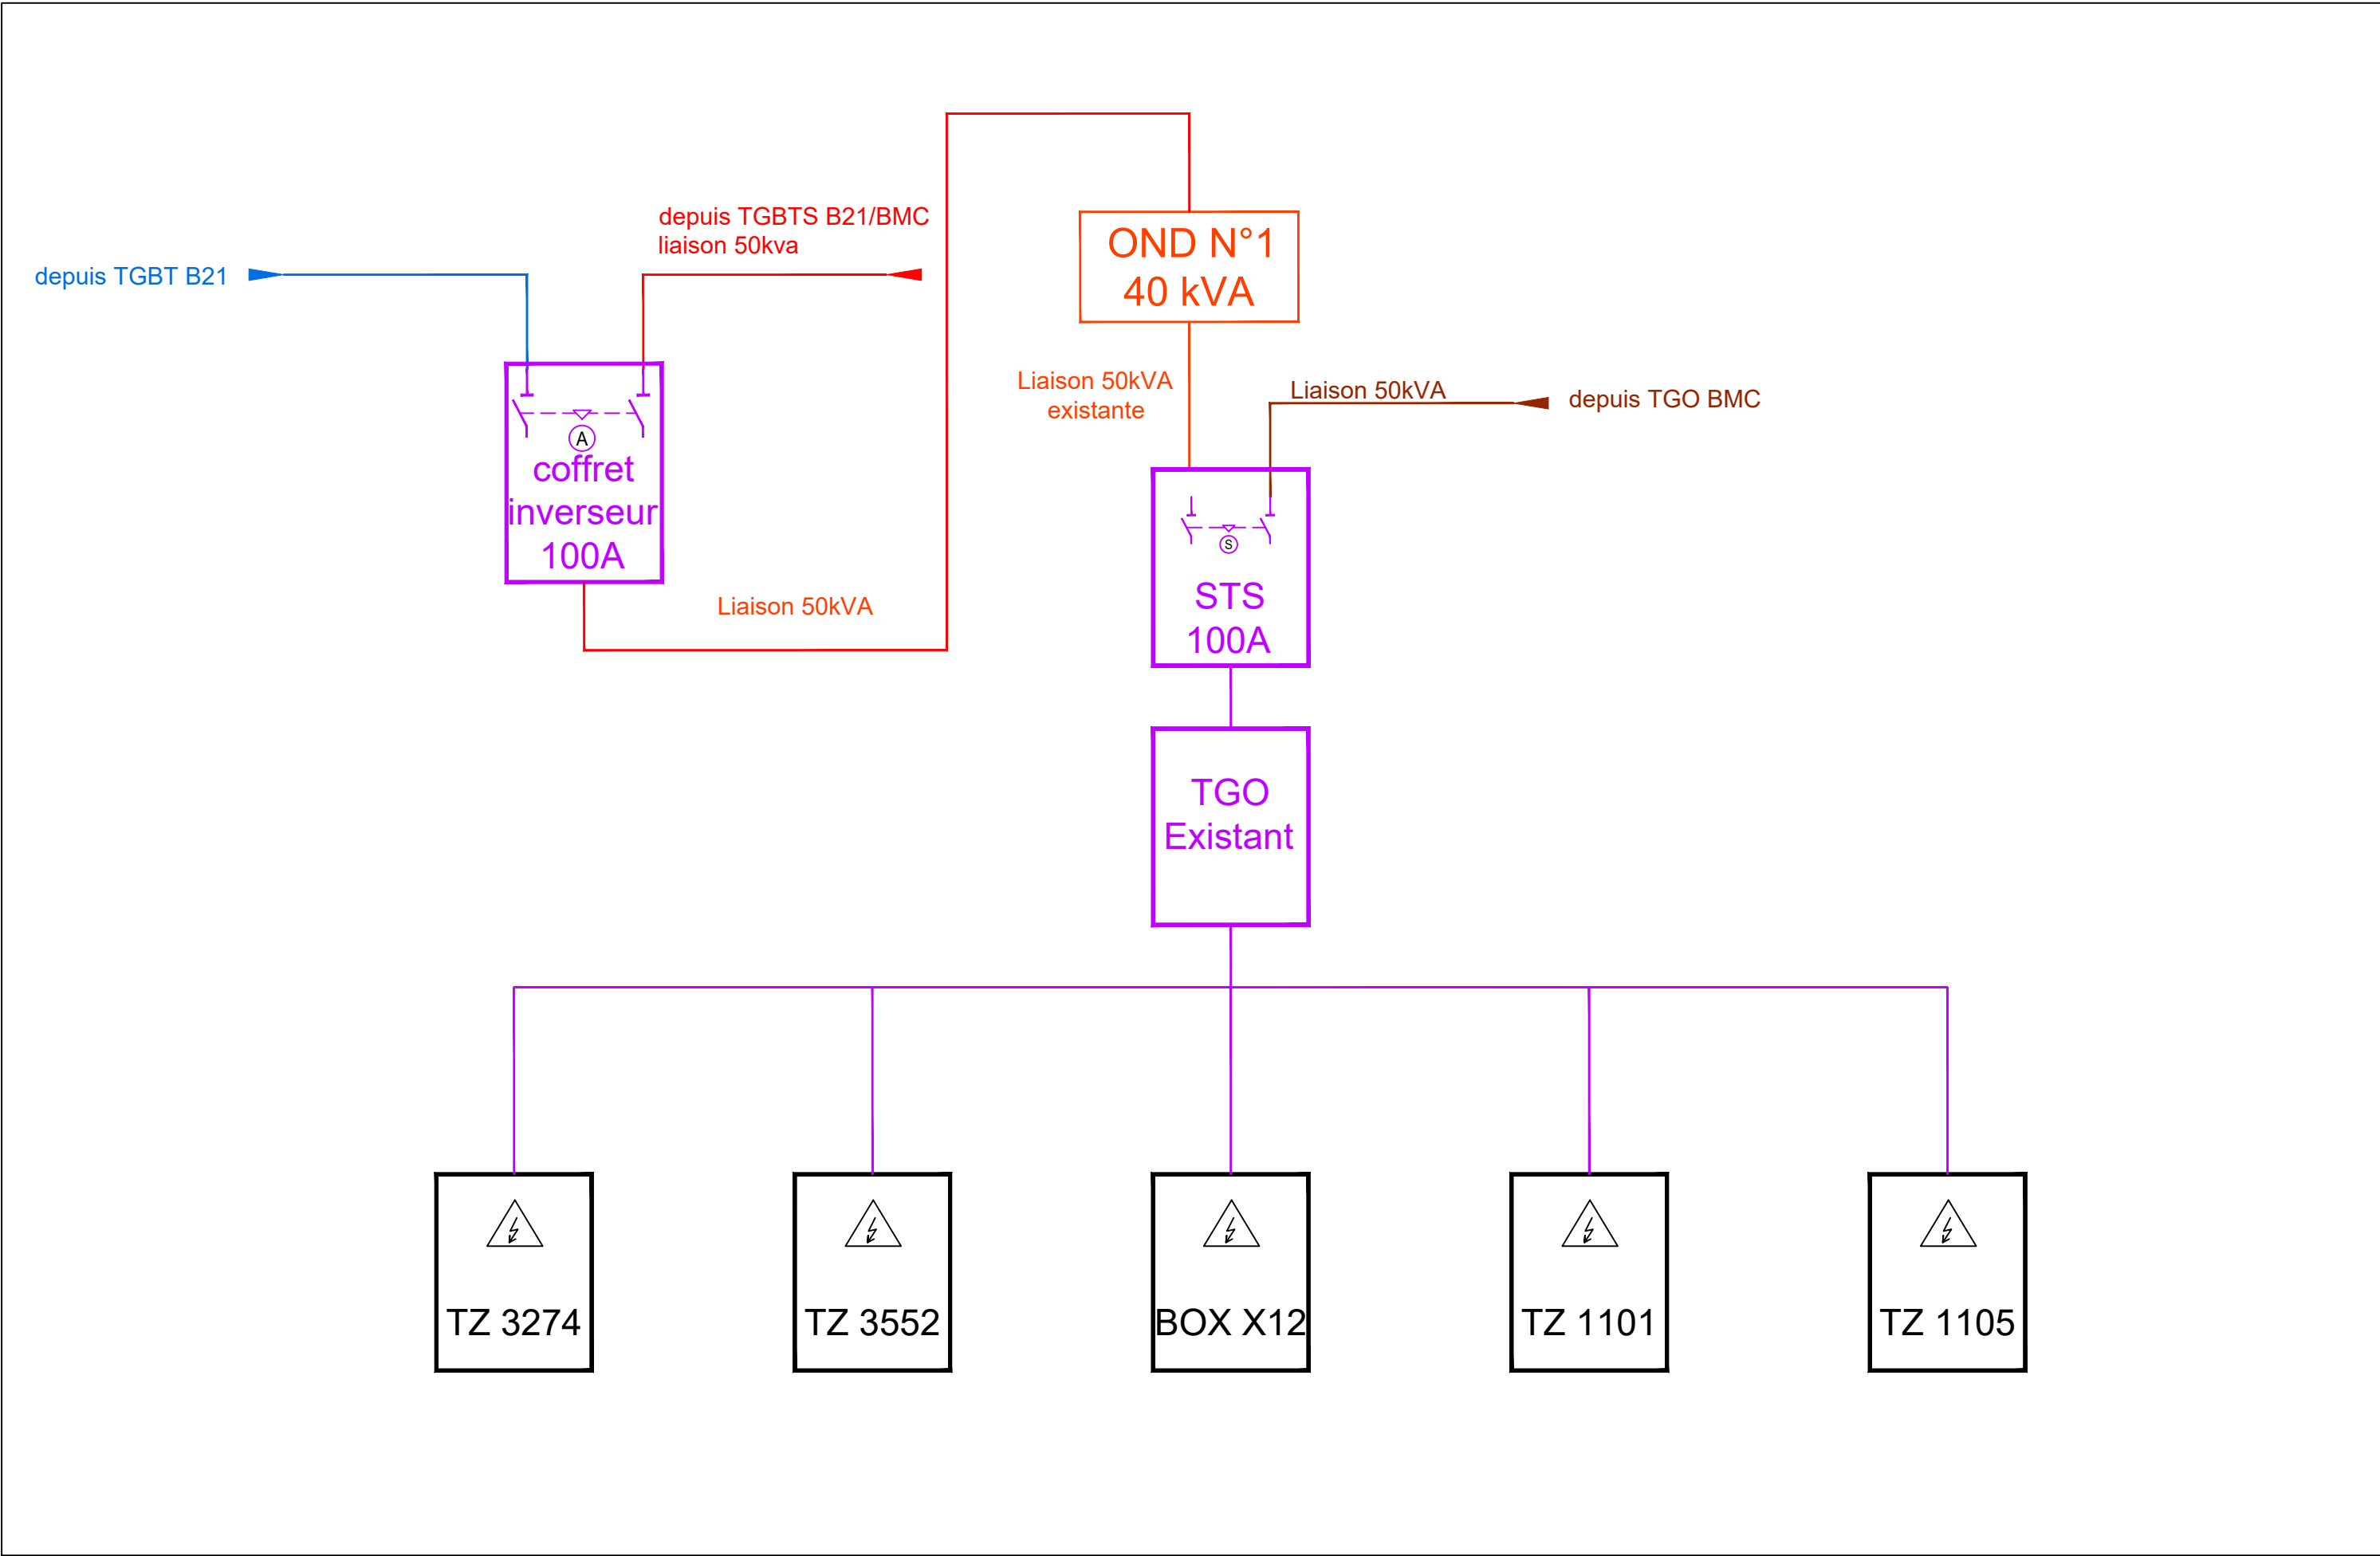 depuis TGBTS B21/BMC
liaison 50kva
depuis TGBT B21
OND N°1
40 kVA
Liaison 50kVA
existante
Liaison 50kVA
depuis TGO BMC
A
coffret
inverseur
100A
S
STS
100A
Liaison 50kVA
TGO
Existant
TZ 3274
TZ 3552
BOX X12
TZ 1101
TZ 1105